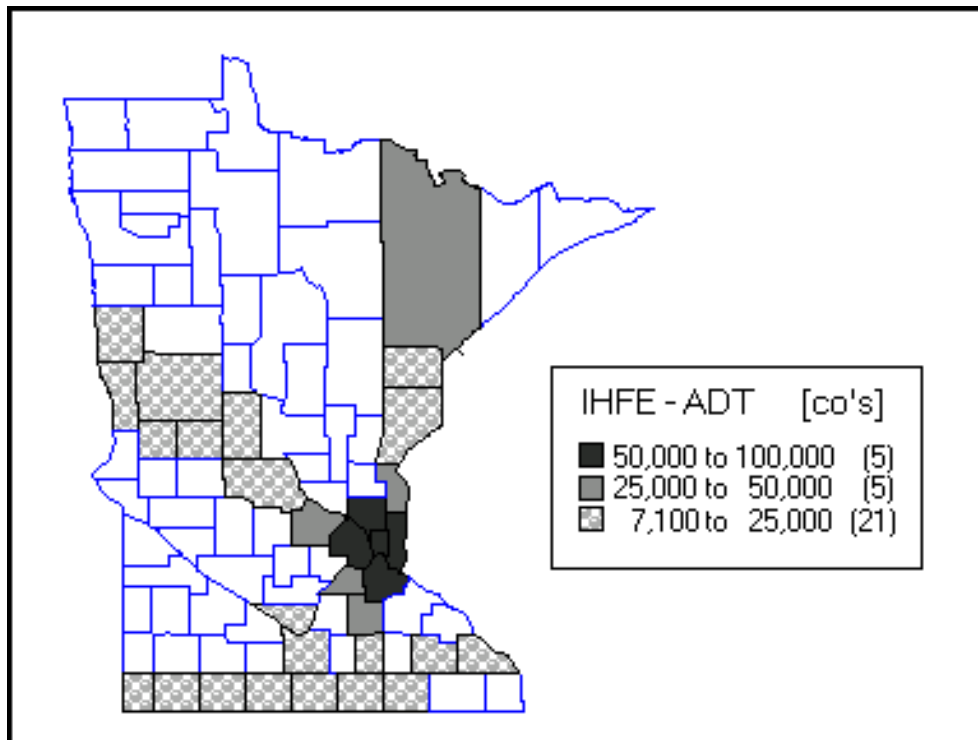 IHFE - ADT [co's]
50,000 to 100,000 (5)
25,000 to 50,000 (5)
7,100 to 25,000 (21)